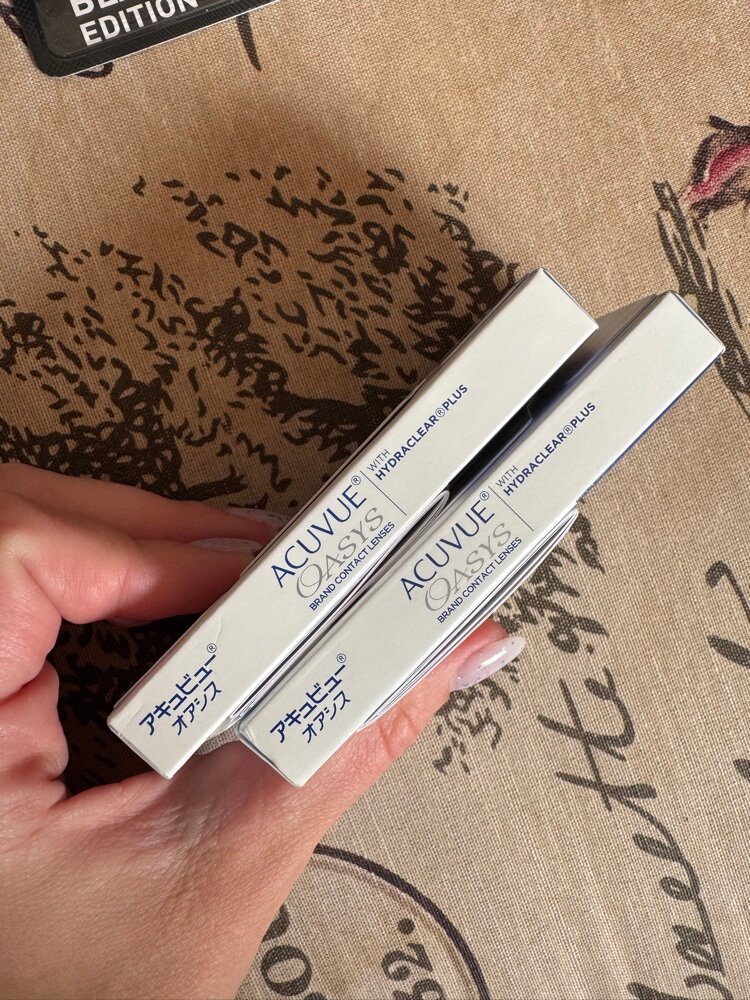 EDITION
ACUVUE®
OASYS
BRAND CONTACT LENSES
WITH
HYDRACLEAR®PLUS
アキュビュー®
オアシス
ACUVUE®
OASYS
BRAND CONTACT LENSES
WITH
HYDRACLEAR®PLUS
アキュビュー®
オアシス